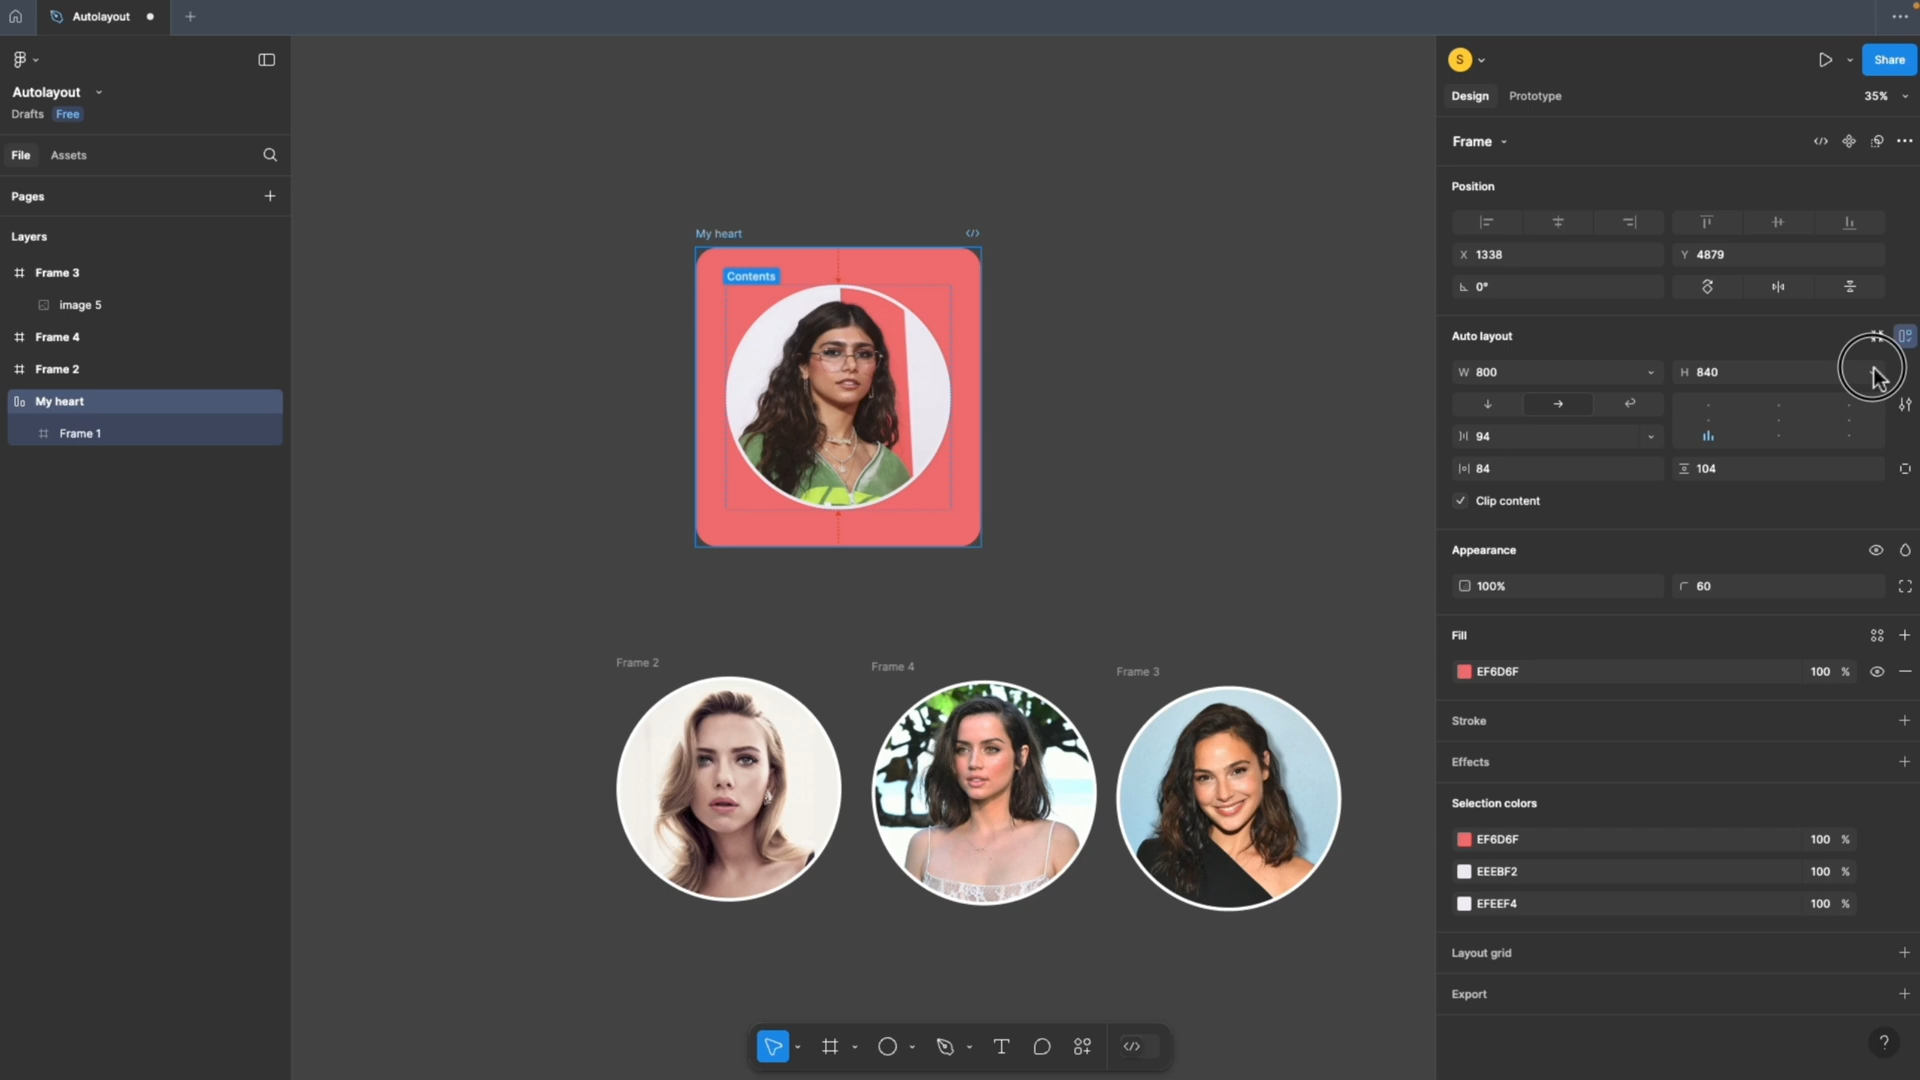 Autolayout
Autolayout
Drafts Free
File Assets
Pages
Layers
Frame 3
image 5
Frame 4
Frame 2
My heart
Frame 1
My heart
Contents
Frame 2
Frame 4
Frame 3
S
Share
Design Prototype 35%
Frame
Position
X 1338 Y 4879
0°
Auto layout
W 800 H 840
94
84 104
Clip content
Appearance
100% 60
Fill
EF6D6F 100 %
Stroke
Effects
Selection colors
EF6D6F 100 %
EEEBF2 100 %
EFEEF4 100 %
Layout grid
Export
?